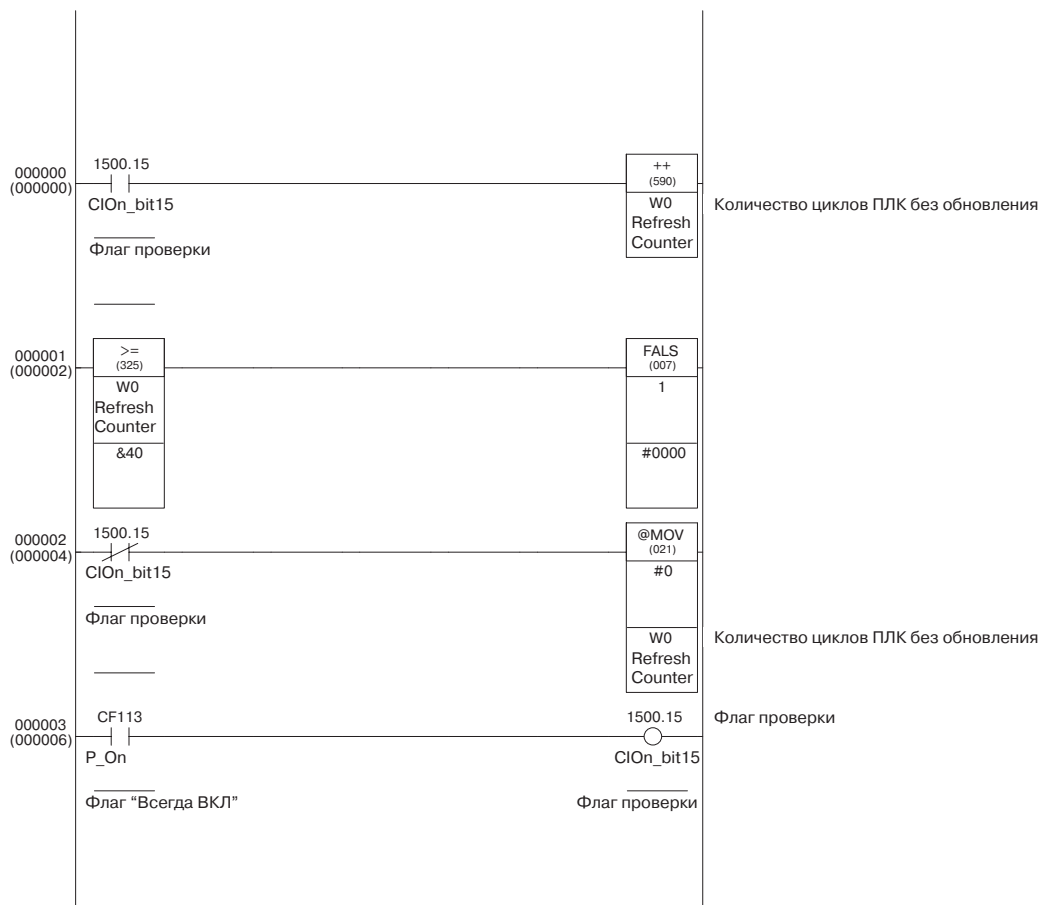 1500.15
000000
(000000)
CIOn_bit15
Флаг проверки
++
(590)
W0
Refresh
Counter
Количество циклов ПЛК без обновления
000001
(000002)
>=
(325)
W0
Refresh
Counter
&40
FALS
(007)
1
#0000
1500.15
000002
(000004)
CIOn_bit15
Флаг проверки
@MOV
(021)
#0
W0
Refresh
Counter
Количество циклов ПЛК без обновления
CF113
000003
(000006)
P_On
Флаг “Всегда ВКЛ”
1500.15
Флаг проверки
CIOn_bit15
Флаг проверки